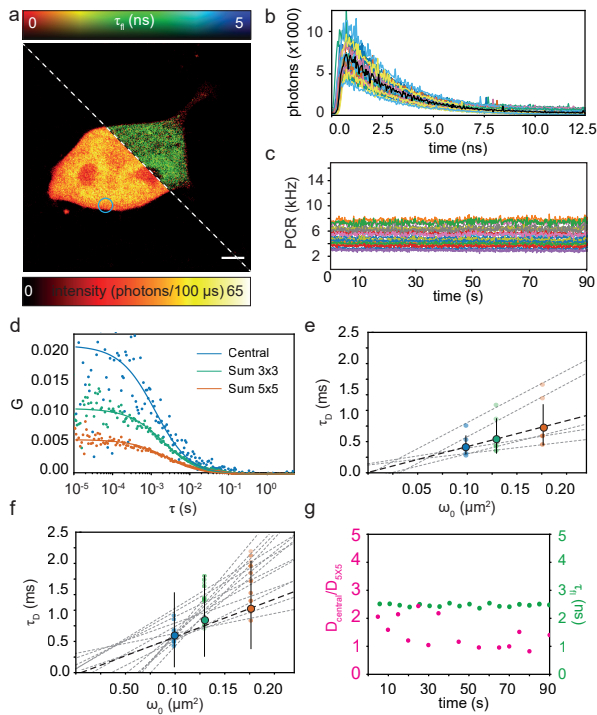 a
0 τfl (ns) 5
0 Intensity (photons/100 µs) 65
b
photons (x1000)
10
5
0
0.0 2.5 5.0 7.5 10.0 12.5
time (ns)
c
PCR (kHz)
16
12
8
6
2
0 10 30 50 70 90
time (s)
d
G
0.020
0.015
0.010
0.005
0.00
Central
Sum 3x3
Sum 5x5
10⁻⁵ 10⁻⁴ 10⁻³ 10⁻² 10⁻¹ 10⁰
τ (s)
e
τD (ms)
2.5
2.0
1.5
1.0
0.5
0.0
0.05 0.10 0.15 0.20
ω₀ (µm²)
f
τD (ms)
2.5
2.0
1.5
1.0
0.5
0.0
0.50 0.10 0.15 0.20
ω₀ (µm²)
g
Dcentral/D5X5
5
4
3
2
1
0
τfl (ns)
5
4
3
2
1
0
10 30 50 70 90
time (s)